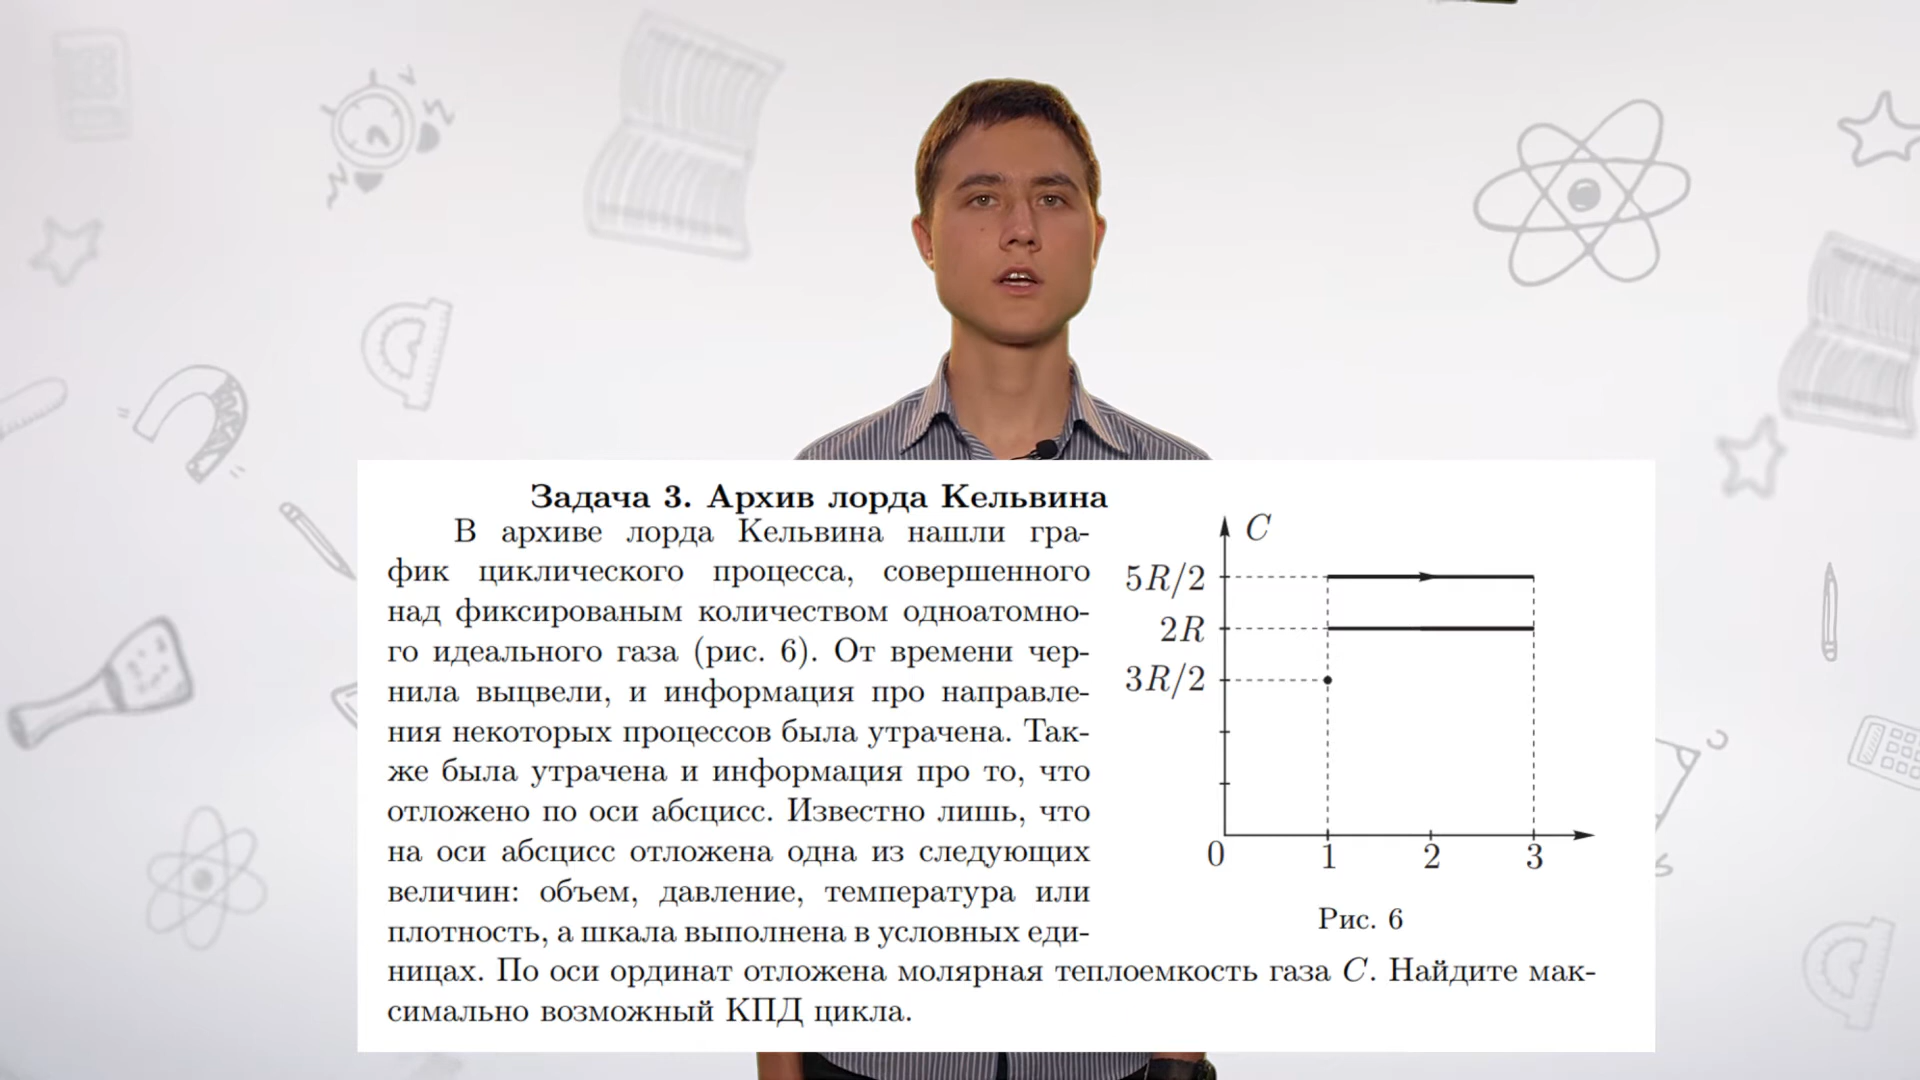 Задача 3. Архив лорда Кельвина
В архиве лорда Кельвина нашли гра-
фик циклического процесса, совершенного
над фиксированым количеством одноатомно-
го идеального газа (рис. 6). От времени чер-
нила выцвели, и информация про направле-
ния некоторых процессов была утрачена. Так-
же была утрачена и информация про то, что
отложено по оси абсцисс. Известно лишь, что
на оси абсцисс отложена одна из следующих
величин: объем, давление, температура или
плотность, а шкала выполнена в условных еди-
ницах. По оси ординат отложена молярная теплоемкость газа C. Найдите мак-
симально возможный КПД цикла.
C
5R/2
2R
3R/2
0 1 2 3
Рис. 6